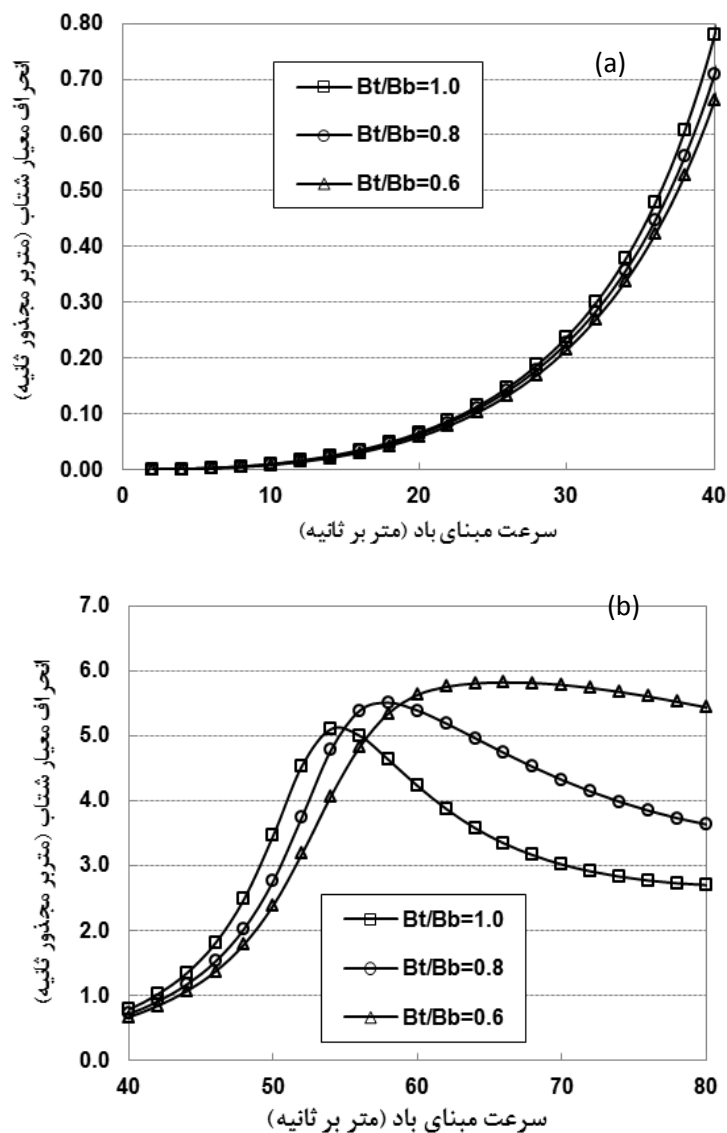 0.80
0.70
0.60
0.50
0.40
0.30
0.20
0.10
0.00
انحراف معیار شتاب (متربر مجذور ثانیه)
(a)
Bt/Bb=1.0
Bt/Bb=0.8
Bt/Bb=0.6
0 10 20 30 40
سرعت مبنای باد (متر بر ثانیه)
7.0
6.0
5.0
4.0
3.0
2.0
1.0
0.0
انحراف معیار شتاب (متربر مجذور ثانیه)
(b)
Bt/Bb=1.0
Bt/Bb=0.8
Bt/Bb=0.6
40 50 60 70 80
سرعت مبنای باد (متر بر ثانیه)